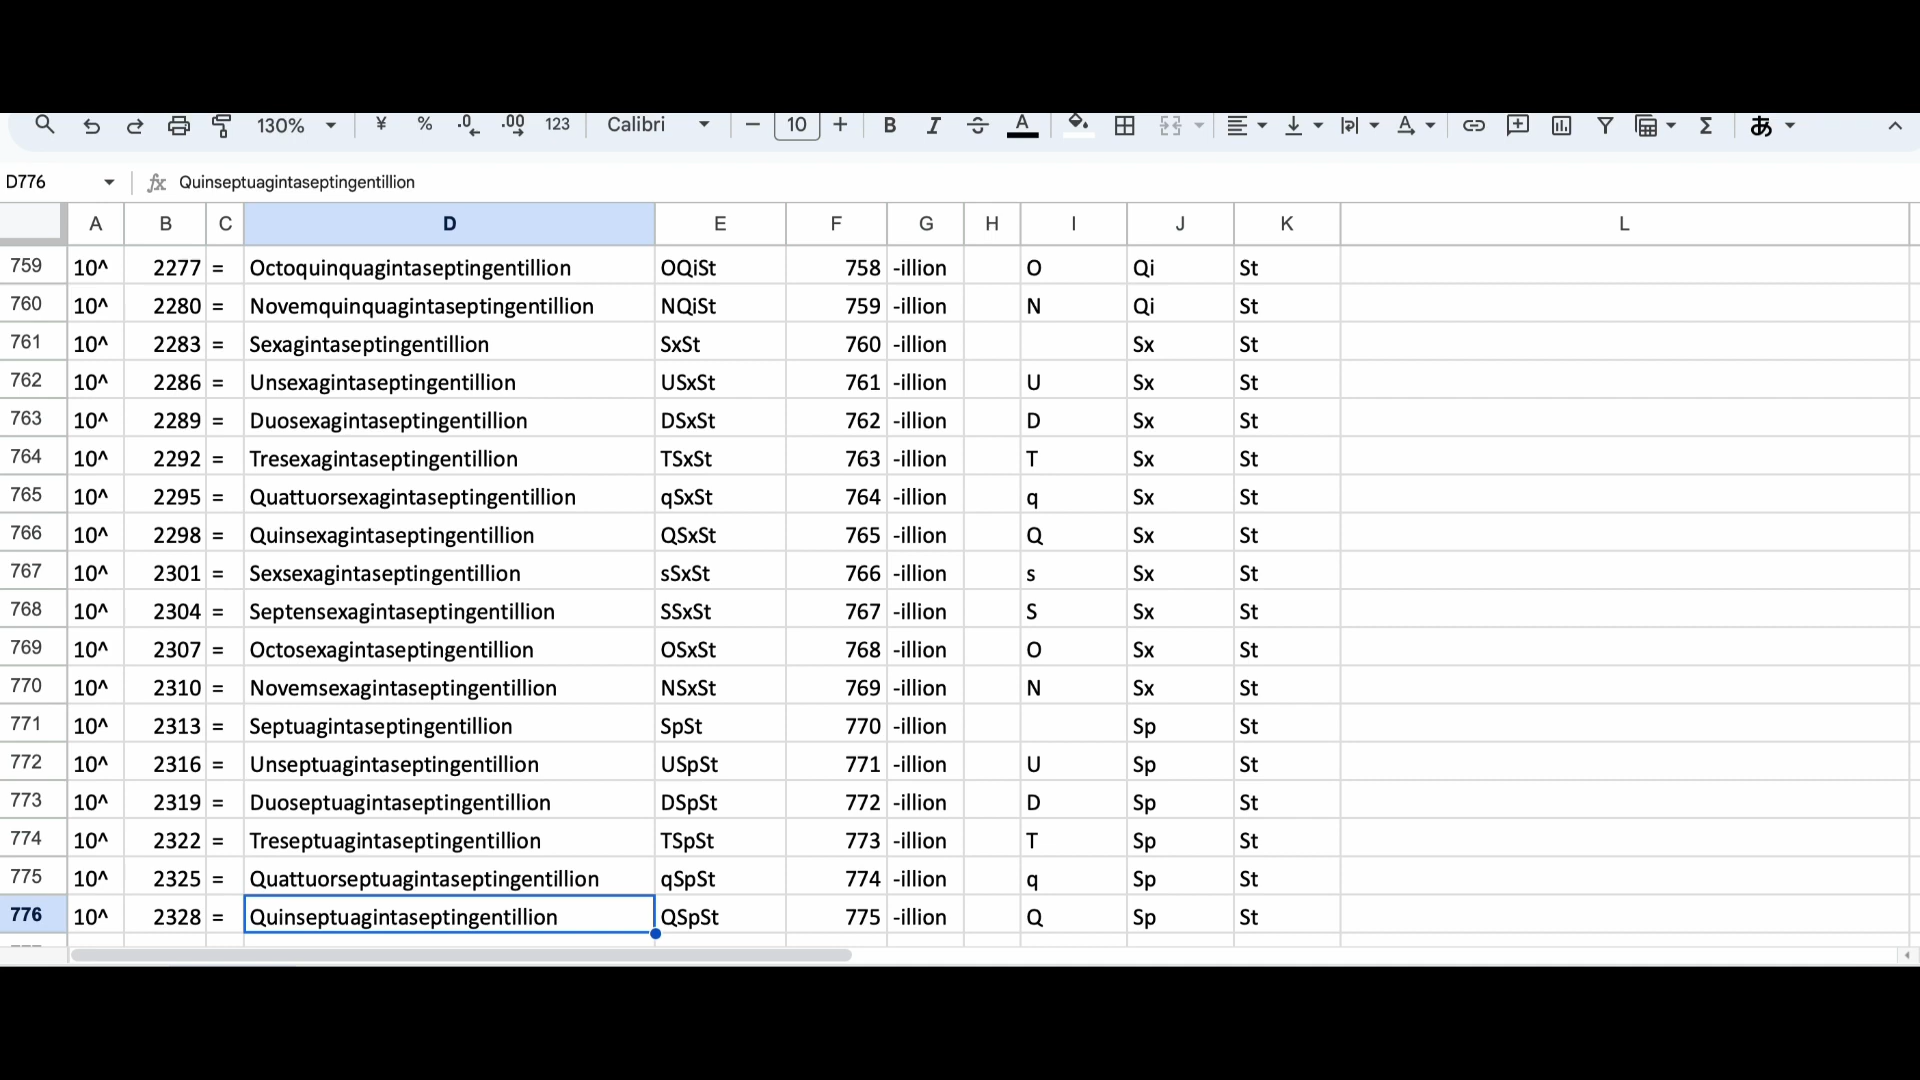 130% ¥ % .0 .00 123 Calibri 10 B I A あ
D776 Quinseptuagintaseptingentillion
A B C D E F G H I J K L
759 10^ 2277 = Octoquinquagintaseptingentillion OQiSt 758 -illion O Qi St
760 10^ 2280 = Novemquinquagintaseptingentillion NQiSt 759 -illion N Qi St
761 10^ 2283 = Sexagintaseptingentillion SxSt 760 -illion Sx St
762 10^ 2286 = Unsexagintaseptingentillion USxSt 761 -illion U Sx St
763 10^ 2289 = Duosexagintaseptingentillion DSxSt 762 -illion D Sx St
764 10^ 2292 = Tresexagintaseptingentillion TSxSt 763 -illion T Sx St
765 10^ 2295 = Quattuorsexagintaseptingentillion qSxSt 764 -illion q Sx St
766 10^ 2298 = Quinsexagintaseptingentillion QSxSt 765 -illion Q Sx St
767 10^ 2301 = Sexsexagintaseptingentillion sSxSt 766 -illion s Sx St
768 10^ 2304 = Septensexagintaseptingentillion SSxSt 767 -illion S Sx St
769 10^ 2307 = Octosexagintaseptingentillion OSxSt 768 -illion O Sx St
770 10^ 2310 = Novemsexagintaseptingentillion NSxSt 769 -illion N Sx St
771 10^ 2313 = Septuagintaseptingentillion SpSt 770 -illion Sp St
772 10^ 2316 = Unseptuagintaseptingentillion USpSt 771 -illion U Sp St
773 10^ 2319 = Duoseptuagintaseptingentillion DSpSt 772 -illion D Sp St
774 10^ 2322 = Treseptuagintaseptingentillion TSpSt 773 -illion T Sp St
775 10^ 2325 = Quattuorseptuagintaseptingentillion qSpSt 774 -illion q Sp St
776 10^ 2328 = Quinseptuagintaseptingentillion QSpSt 775 -illion Q Sp St